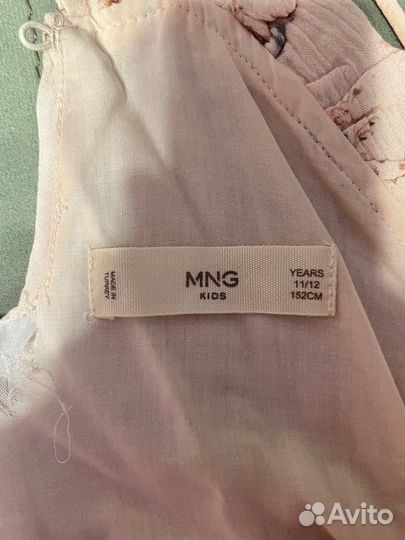 MADE IN
TURKEY
MNG
KIDS
YEARS
11/12
152CM
Avito